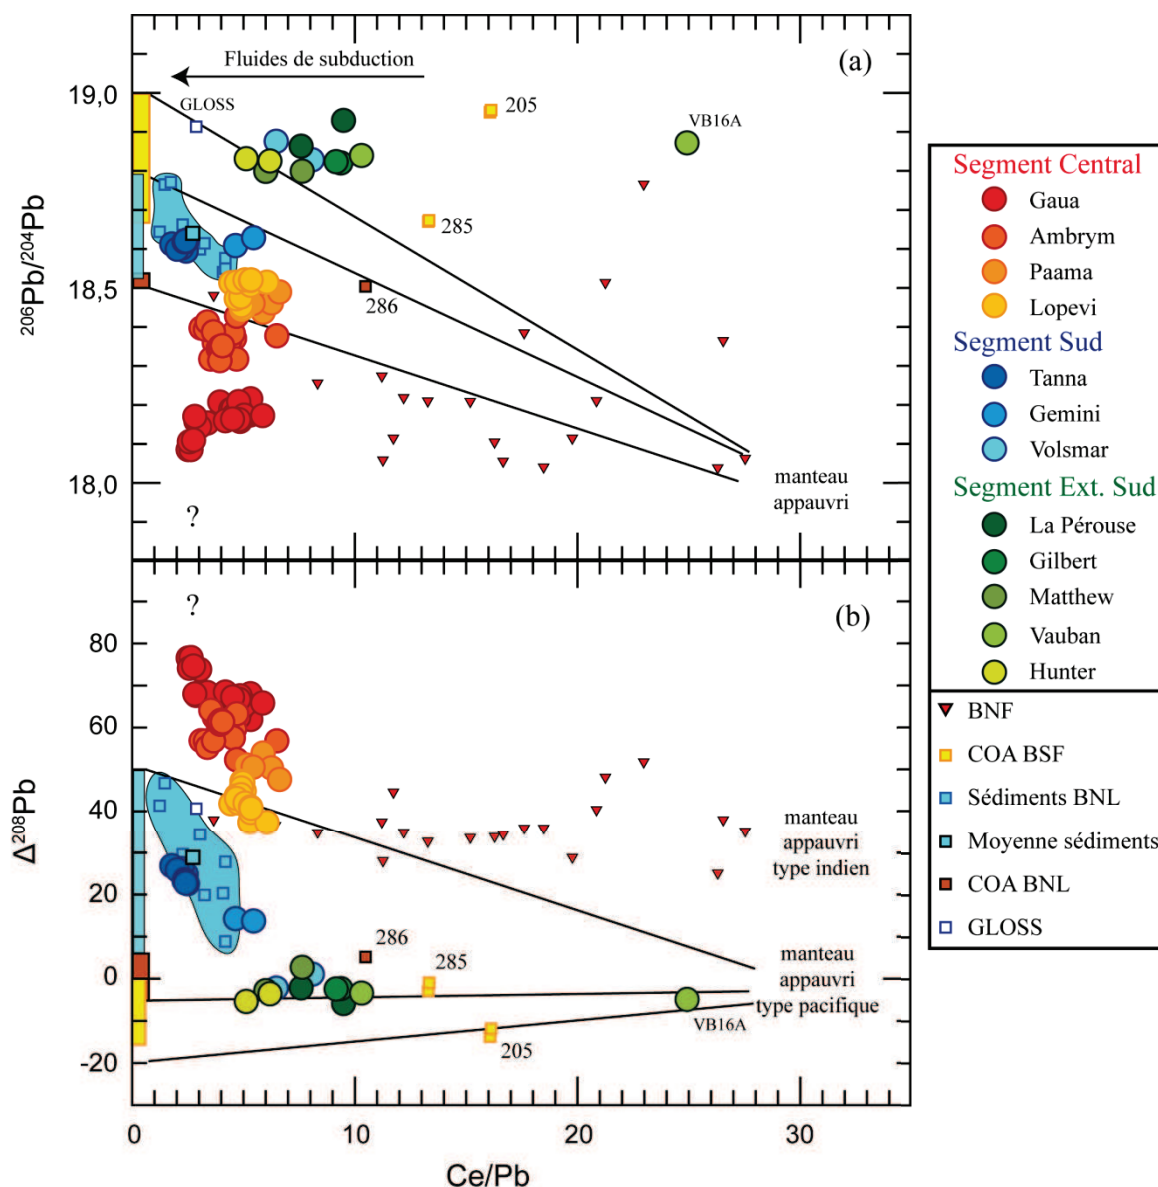 (a)
Fluides de subduction
GLOSS
205
VB16A
285
286
manteau
appauvri
?
19,0
18,5
18,0
206Pb/204Pb
(b)
?
80
60
40
20
0
-20
Δ208Pb
manteau
appauvri
type indien
286
285
manteau
appauvri
type pacifique
VB16A
205
0
10
20
30
Ce/Pb
Segment Central
Gaua
Ambrym
Paama
Lopevi
Segment Sud
Tanna
Gemini
Volsmar
Segment Ext. Sud
La Pérouse
Gilbert
Matthew
Vauban
Hunter
BNF
COA BSF
Sédiments BNL
Moyenne sédiments
COA BNL
GLOSS